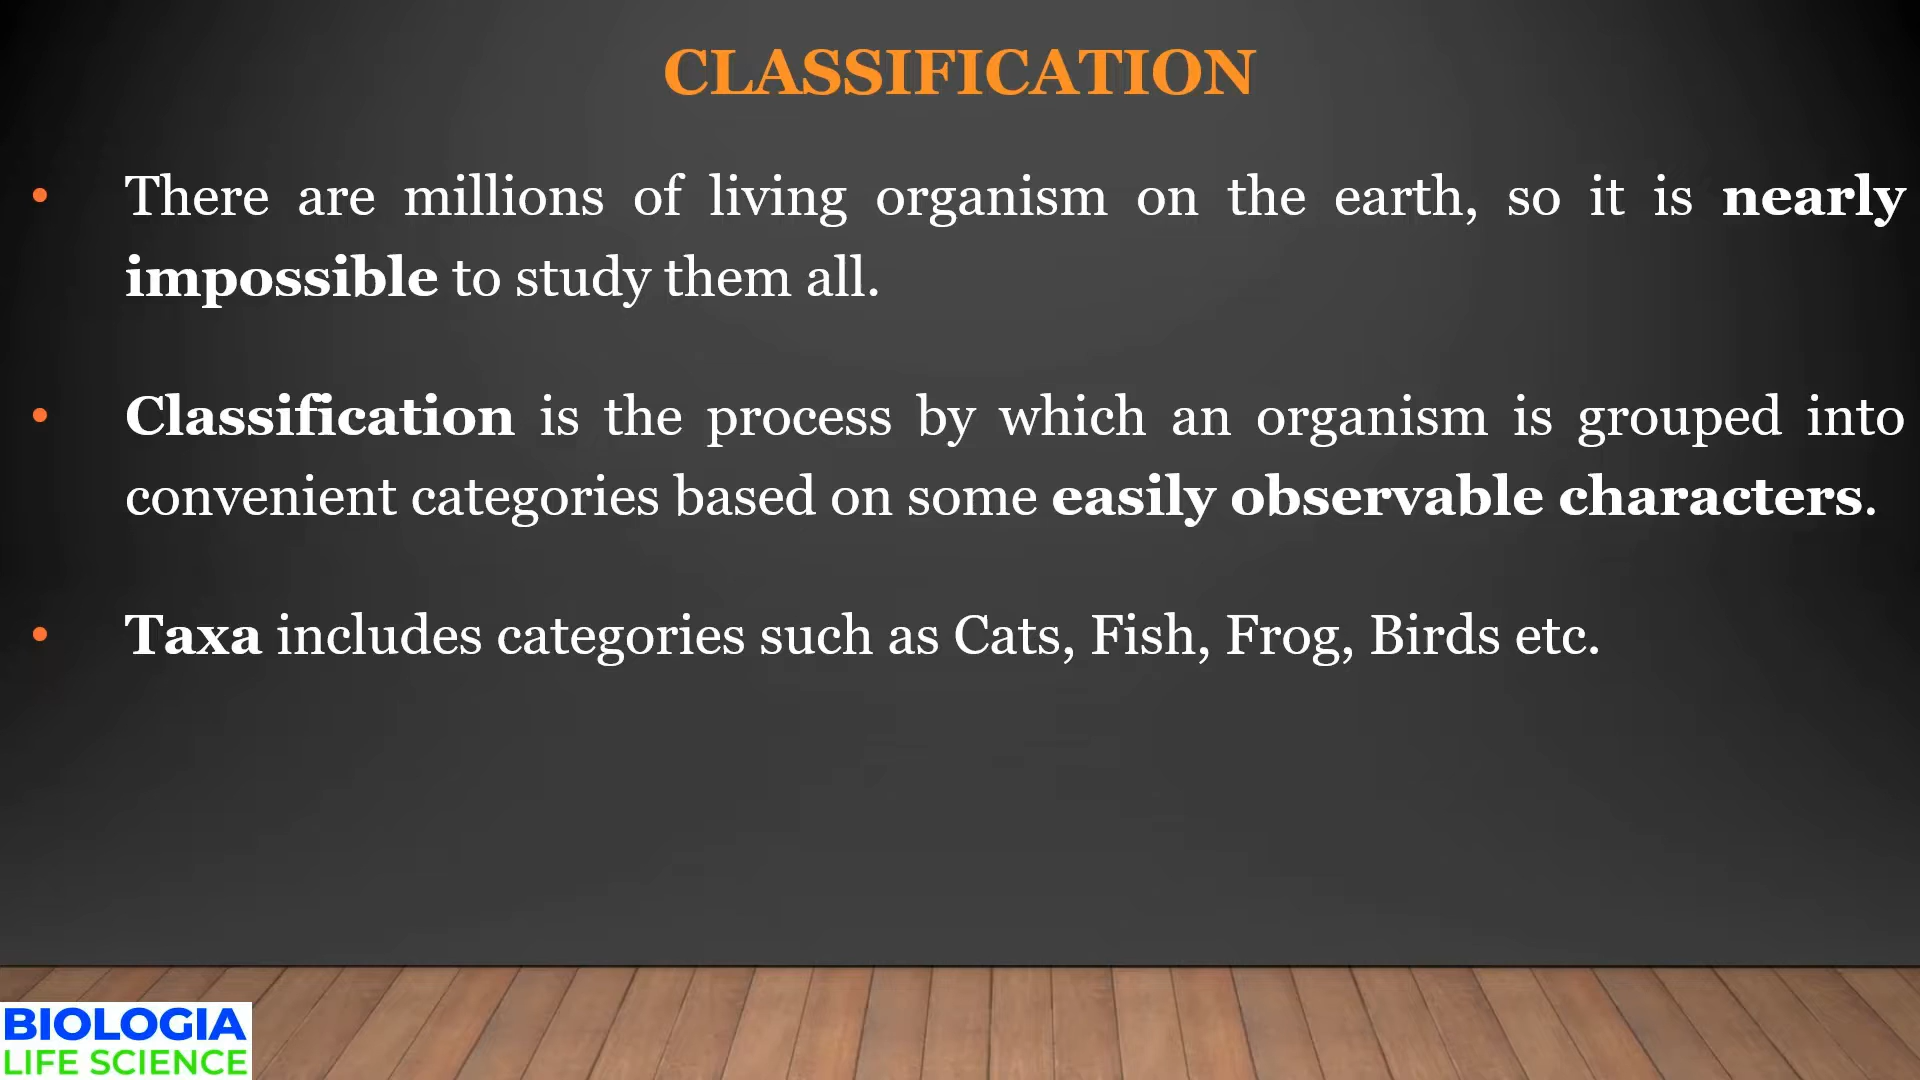 CLASSIFICATION
• There are millions of living organism on the earth, so it is nearly
impossible to study them all.
• Classification is the process by which an organism is grouped into
convenient categories based on some easily observable characters.
• Taxa includes categories such as Cats, Fish, Frog, Birds etc.
BIOLOGIA
LIFE SCIENCE